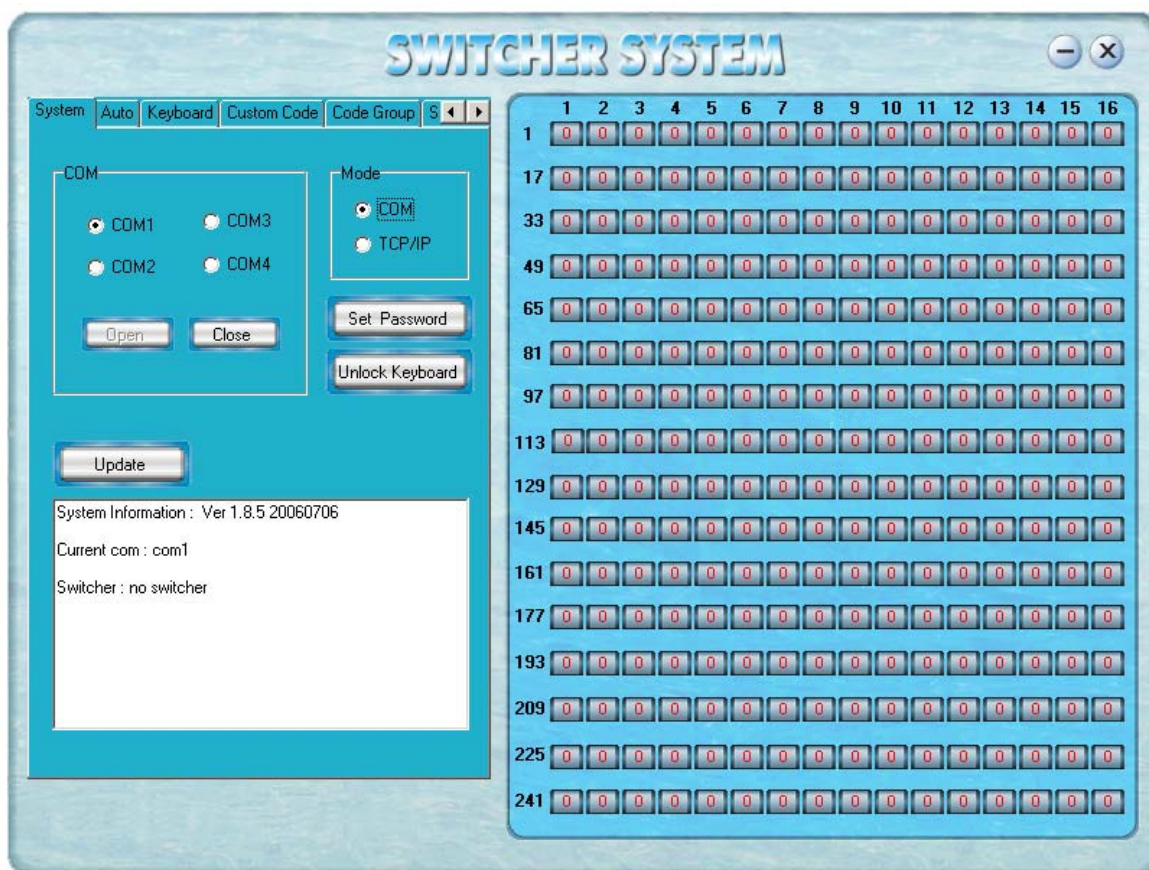 SWITCHER SYSTEM
System Auto Keyboard Custom Code Code Group S
COM
COM1 COM3
COM2 COM4
Open Close
Mode
COM
TCP/IP
Set Password
Unlock Keyboard
Update
System Information : Ver 1.8.5 20060706
Current com : com1
Switcher : no switcher
1 2 3 4 5 6 7 8 9 10 11 12 13 14 15 16
1 0 0 0 0 0 0 0 0 0 0 0 0 0 0 0 0
17 0 0 0 0 0 0 0 0 0 0 0 0 0 0 0 0
33 0 0 0 0 0 0 0 0 0 0 0 0 0 0 0 0
49 0 0 0 0 0 0 0 0 0 0 0 0 0 0 0 0
65 0 0 0 0 0 0 0 0 0 0 0 0 0 0 0 0
81 0 0 0 0 0 0 0 0 0 0 0 0 0 0 0 0
97 0 0 0 0 0 0 0 0 0 0 0 0 0 0 0 0
113 0 0 0 0 0 0 0 0 0 0 0 0 0 0 0 0
129 0 0 0 0 0 0 0 0 0 0 0 0 0 0 0 0
145 0 0 0 0 0 0 0 0 0 0 0 0 0 0 0 0
161 0 0 0 0 0 0 0 0 0 0 0 0 0 0 0 0
177 0 0 0 0 0 0 0 0 0 0 0 0 0 0 0 0
193 0 0 0 0 0 0 0 0 0 0 0 0 0 0 0 0
209 0 0 0 0 0 0 0 0 0 0 0 0 0 0 0 0
225 0 0 0 0 0 0 0 0 0 0 0 0 0 0 0 0
241 0 0 0 0 0 0 0 0 0 0 0 0 0 0 0 0